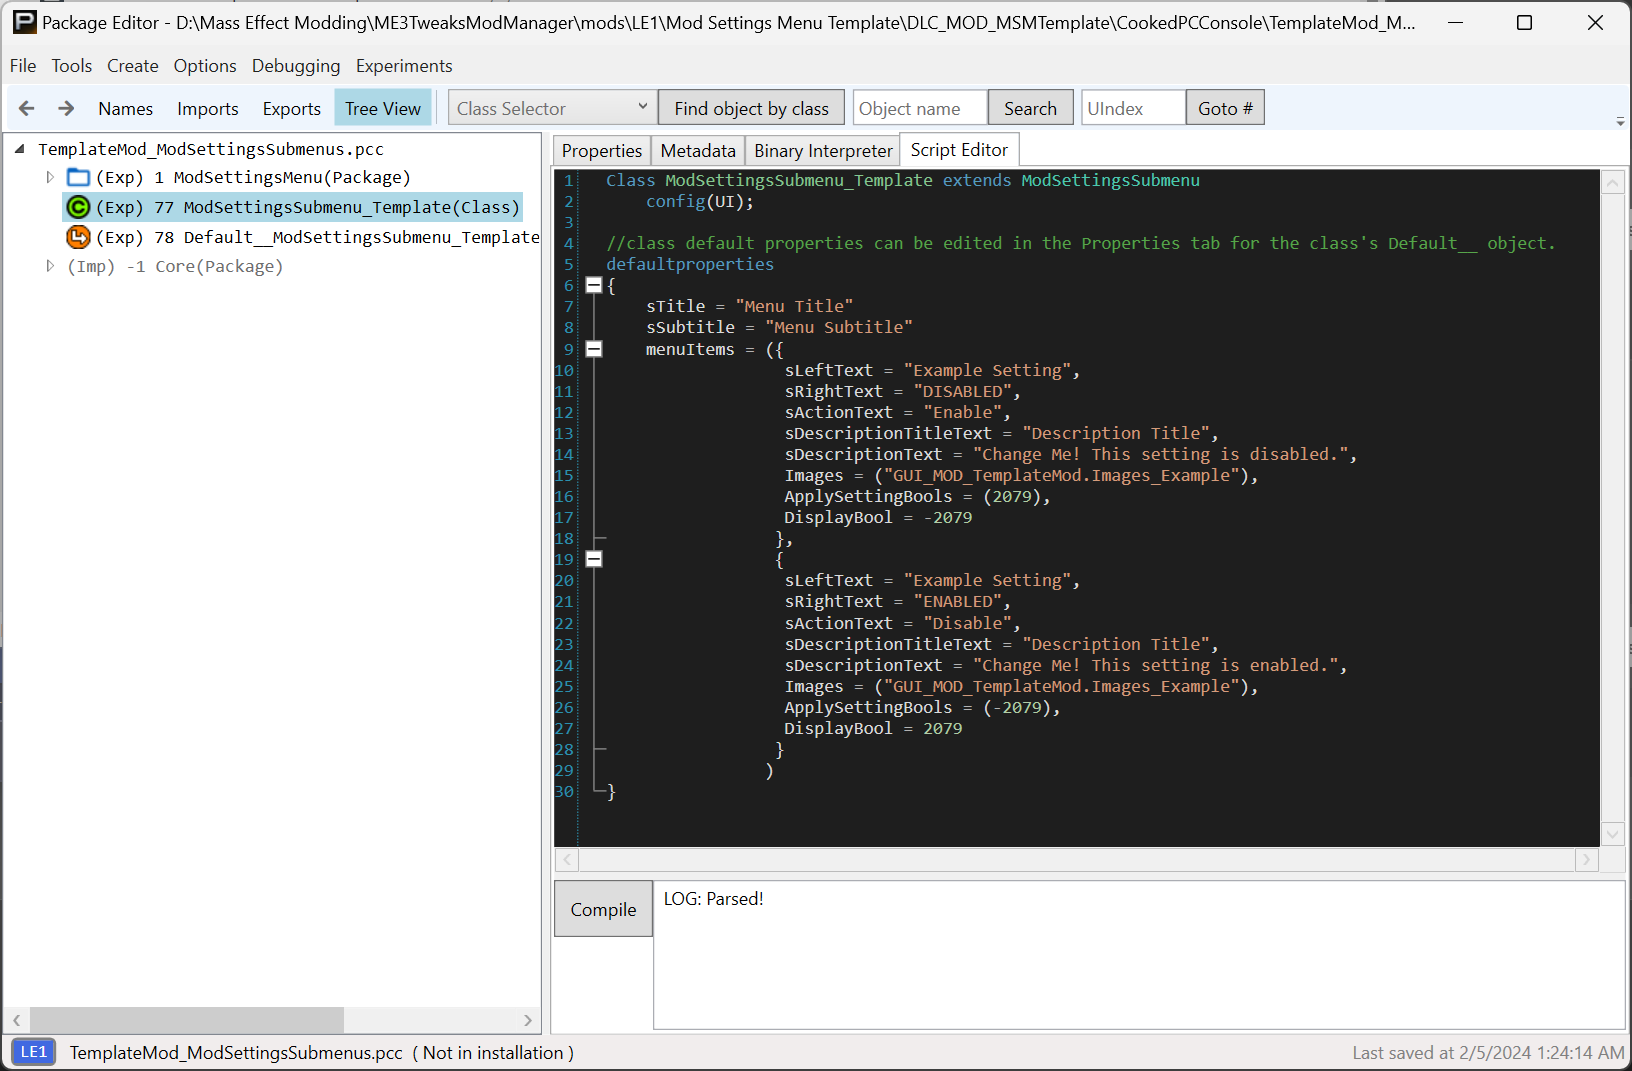 Package Editor - D:\Mass Effect Modding\ME3TweaksModManager\mods\LE1\Mod Settings Menu Template\DLC_MOD_MSMTemplate\CookedPCConsole\TemplateMod_M...
File Tools Create Options Debugging Experiments
Names Imports Exports Tree View Class Selector Find object by class Object name Search UIndex Goto #
TemplateMod_ModSettingsSubmenus.pcc
(Exp) 1 ModSettingsMenu(Package)
(Exp) 77 ModSettingsSubmenu_Template(Class)
(Exp) 78 Default__ModSettingsSubmenu_Template
(Imp) -1 Core(Package)
Properties Metadata Binary Interpreter Script Editor
1 Class ModSettingsSubmenu_Template extends ModSettingsSubmenu
2 config(UI);
3
4 //class default properties can be edited in the Properties tab for the class's Default__ object.
5 defaultproperties
6 {
7 sTitle = "Menu Title"
8 sSubtitle = "Menu Subtitle"
9 menuItems = ({
10 sLeftText = "Example Setting",
11 sRightText = "DISABLED",
12 sActionText = "Enable",
13 sDescriptionTitleText = "Description Title",
14 sDescriptionText = "Change Me! This setting is disabled.",
15 Images = ("GUI_MOD_TemplateMod.Images_Example"),
16 ApplySettingBools = (2079),
17 DisplayBool = -2079
18 },
19 {
20 sLeftText = "Example Setting",
21 sRightText = "ENABLED",
22 sActionText = "Disable",
23 sDescriptionTitleText = "Description Title",
24 sDescriptionText = "Change Me! This setting is enabled.",
25 Images = ("GUI_MOD_TemplateMod.Images_Example"),
26 ApplySettingBools = (-2079),
27 DisplayBool = 2079
28 }
29 )
30 }
Compile
LOG: Parsed!
LE1 TemplateMod_ModSettingsSubmenus.pcc ( Not in installation )
Last saved at 2/5/2024 1:24:14 AM